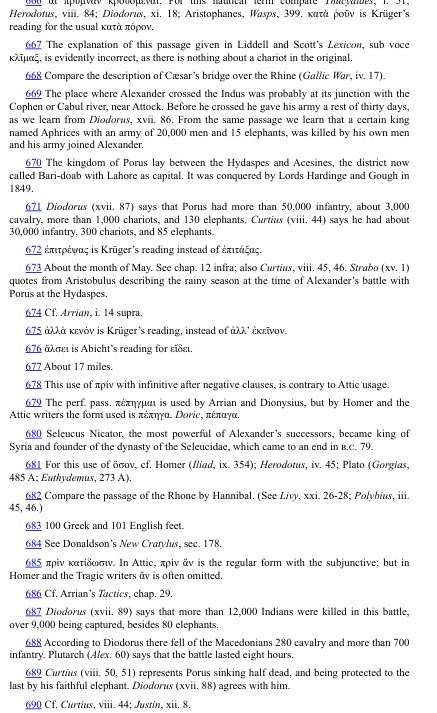 666 αἱ πρύμναν κρουόμεναι. For this nautical term compare Thucydides, i. 51;
Herodotus, viii. 84; Diodorus, xi. 18; Aristophanes, Wasps, 399. κατὰ ῥοῦν is Krüger's
reading for the usual κατὰ πόρον.
667 The explanation of this passage given in Liddell and Scott's Lexicon, sub voce
κλῖμαξ, is evidently incorrect, as there is nothing about a chariot in the original.
668 Compare the description of Cæsar's bridge over the Rhine (Gallic War, iv. 17).
669 The place where Alexander crossed the Indus was probably at its junction with the
Cophen or Cabul river, near Attock. Before he crossed he gave his army a rest of thirty days,
as we learn from Diodorus, xvii. 86. From the same passage we learn that a certain king
named Aphrices with an army of 20,000 men and 15 elephants, was killed by his own men
and his army joined Alexander.
670 The kingdom of Porus lay between the Hydaspes and Acesines, the district now
called Bari-doab with Lahore as capital. It was conquered by Lords Hardinge and Gough in
1849.
671 Diodorus (xvii. 87) says that Porus had more than 50,000 infantry, about 3,000
cavalry, more than 1,000 chariots, and 130 elephants. Curtius (viii. 44) says he had about
30,000 infantry, 300 chariots, and 85 elephants.
672 ἐπιτρέψας is Krüger's reading instead of ἐπιτάξας.
673 About the month of May. See chap. 12 infra; also Curtius, viii. 45, 46. Strabo (xv. 1)
quotes from Aristobulus describing the rainy season at the time of Alexander's battle with
Porus at the Hydaspes.
674 Cf. Arrian, i. 14 supra.
675 ἀλλὰ κενόν is Krüger's reading, instead of ἀλλ' ἐκεῖνον.
676 ἄλσει is Abicht's reading for εἴδει.
677 About 17 miles.
678 This use of πρίν with infinitive after negative clauses, is contrary to Attic usage.
679 The perf. pass. πέπηγμαι is used by Arrian and Dionysius, but by Homer and the
Attic writers the form used is πέπηγα. Doric, πέπαγα.
680 Seleucus Nicator, the most powerful of Alexander's successors, became king of
Syria and founder of the dynasty of the Seleucidae, which came to an end in B.C. 79.
681 For this use of ὅσον, cf. Homer (Iliad, ix. 354); Herodotus, iv. 45; Plato (Gorgias,
485 A; Euthydemus, 273 A).
682 Compare the passage of the Rhone by Hannibal. (See Livy, xxi. 26-28; Polybius, iii.
45, 46.)
683 100 Greek and 101 English feet.
684 See Donaldson's New Cratylus, sec. 178.
685 πρὶν κατίδωσιν. In Attic, πρὶν ἄν is the regular form with the subjunctive; but in
Homer and the Tragic writers ἄν is often omitted.
686 Cf. Arrian's Tactics, chap. 29.
687 Diodorus (xvii. 89) says that more than 12,000 Indians were killed in this battle,
over 9,000 being captured, besides 80 elephants.
688 According to Diodorus there fell of the Macedonians 280 cavalry and more than 700
infantry. Plutarch (Alex. 60) says that the battle lasted eight hours.
689 Curtius (viii. 50, 51) represents Porus sinking half dead, and being protected to the
last by his faithful elephant. Diodorus (xvii. 88) agrees with him.
690 Cf. Curtius, viii. 44; Justin, xii. 8.